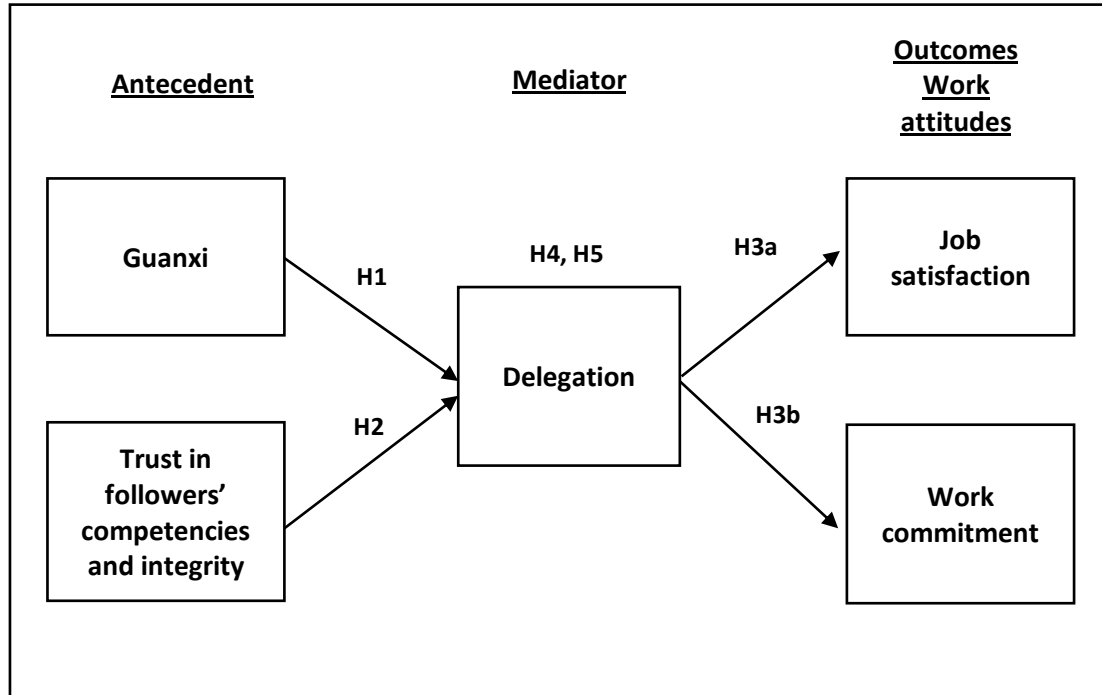 Antecedent
Mediator
Outcomes
Work
attitudes
Guanxi
H1
H4, H5
H3a
Job
satisfaction
Delegation
Trust in
followers’
competencies
and integrity
H2
H3b
Work
commitment